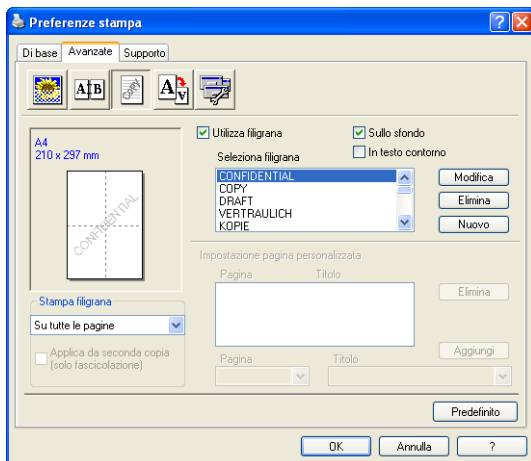 Preferenze stampa
Di base Avanzate Supporto
A B COPY A A
A4
210 x 297 mm
CONFIDENTIAL
Stampa filigrana
Su tutte le pagine
Applica da seconda copia
(solo fascicolazione)
Utilizza filigrana
Sullo sfondo
In testo contorno
Seleziona filigrana
CONFIDENTIAL
COPY
DRAFT
VERTRAULICH
KOPIE
Modifica
Elimina
Nuovo
Impostazione pagina personalizzata
Pagina Titolo
Elimina
Aggiungi
Pagina Titolo
Predefinito
OK Annulla ?